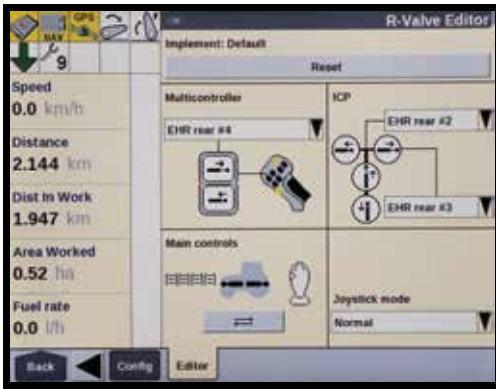 GPS
NAV
R-Valve Editor
9
Implement: Default
Reset
Speed
0.0 km/h
Multicontroller
ICP
EHR rear #4
EHR rear #2
Distance
2.144 km
Dist In Work
1.947 km
EHR rear #3
Area Worked
0.52 ha
Main controls
Fuel rate
0.0 l/h
Joystick mode
Normal
Back
Config
Editor